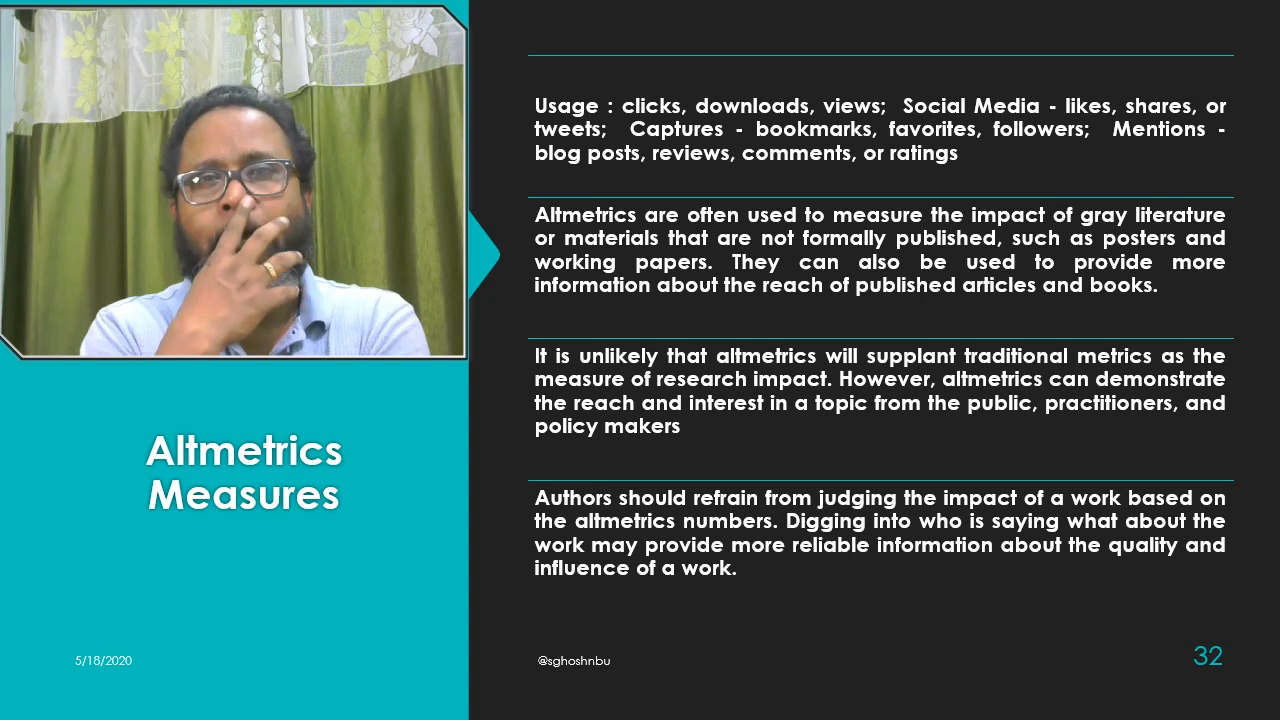 Altmetrics
Measures
Usage : clicks, downloads, views; Social Media - likes, shares, or
tweets; Captures - bookmarks, favorites, followers; Mentions -
blog posts, reviews, comments, or ratings
Altmetrics are often used to measure the impact of gray literature
or materials that are not formally published, such as posters and
working papers. They can also be used to provide more
information about the reach of published articles and books.
It is unlikely that altmetrics will supplant traditional metrics as the
measure of research impact. However, altmetrics can demonstrate
the reach and interest in a topic from the public, practitioners, and
policy makers
Authors should refrain from judging the impact of a work based on
the altmetrics numbers. Digging into who is saying what about the
work may provide more reliable information about the quality and
influence of a work.
5/18/2020
@sghoshnbu
32